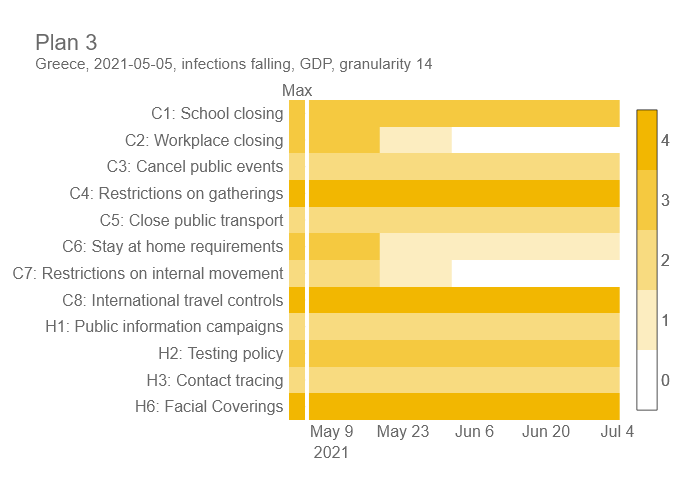 Plan 3
Greece, 2021-05-05, infections falling, GDP, granularity 14
Max
C1: School closing
C2: Workplace closing
C3: Cancel public events
C4: Restrictions on gatherings
C5: Close public transport
C6: Stay at home requirements
C7: Restrictions on internal movement
C8: International travel controls
H1: Public information campaigns
H2: Testing policy
H3: Contact tracing
H6: Facial Coverings
May 9 May 23 Jun 6 Jun 20 Jul 4
2021
4
3
2
1
0